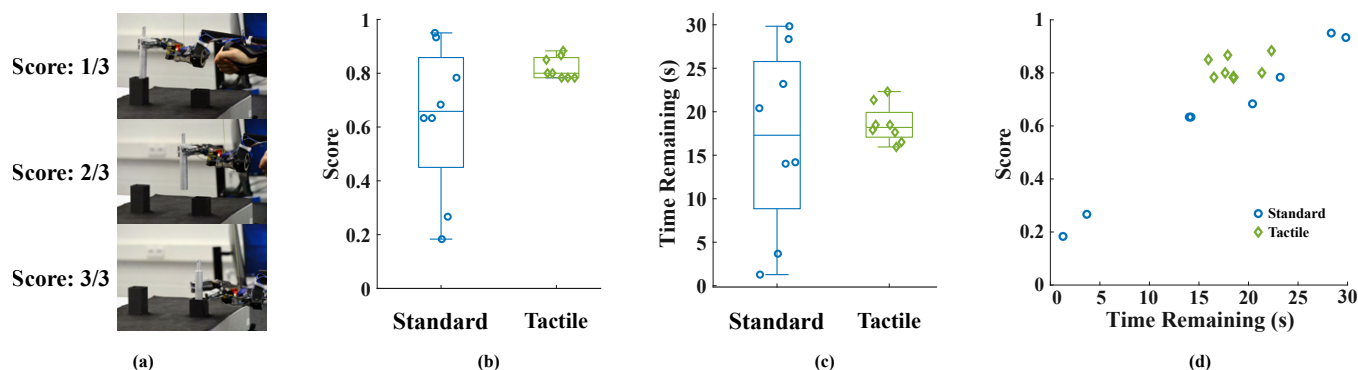 Score: 1/3
Score: 2/3
Score: 3/3
(a)
Score
1
0.8
0.6
0.4
0.2
0
Standard Tactile
(b)
Time Remaining (s)
30
25
20
15
10
5
0
Standard Tactile
(c)
Score
1
0.8
0.6
0.4
0.2
0
Standard
Tactile
0 5 10 15 20 25 30
Time Remaining (s)
(d)